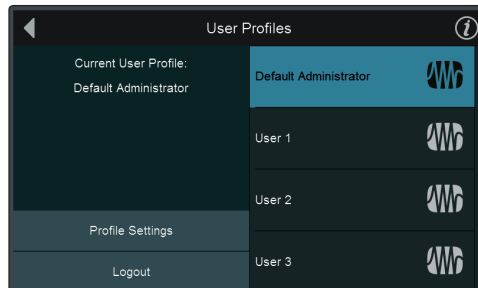 User Profiles
Current User Profile:
Default Administrator
Profile Settings
Logout
Default Administrator
User 1
User 2
User 3